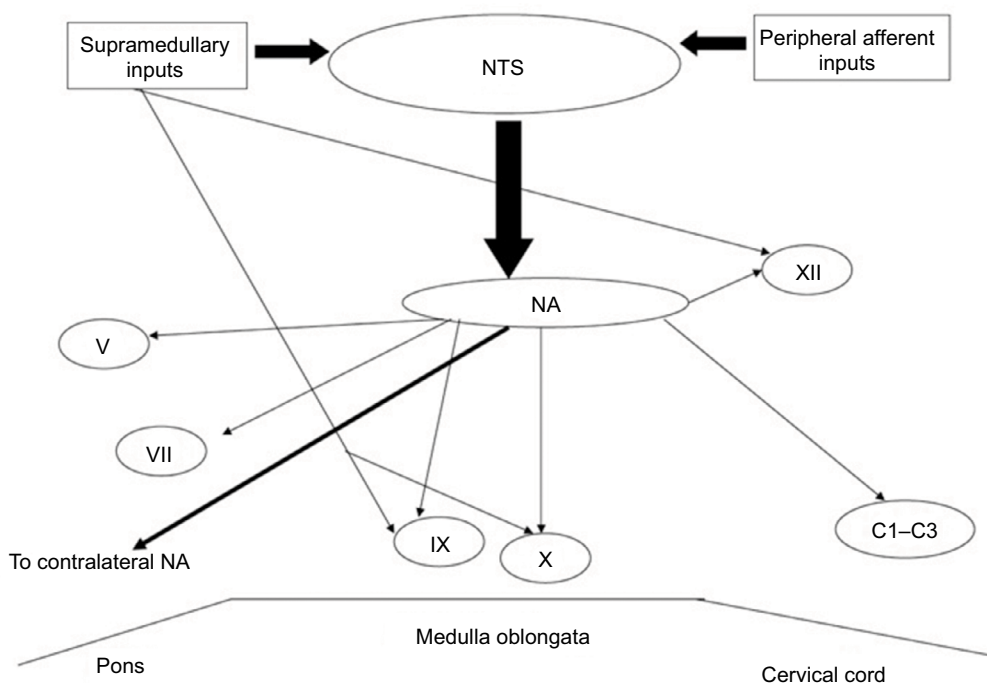 Supramedullary
inputs
NTS
Peripheral afferent
inputs
XII
NA
V
VII
IX
X
C1–C3
To contralateral NA
Medulla oblongata
Pons
Cervical cord